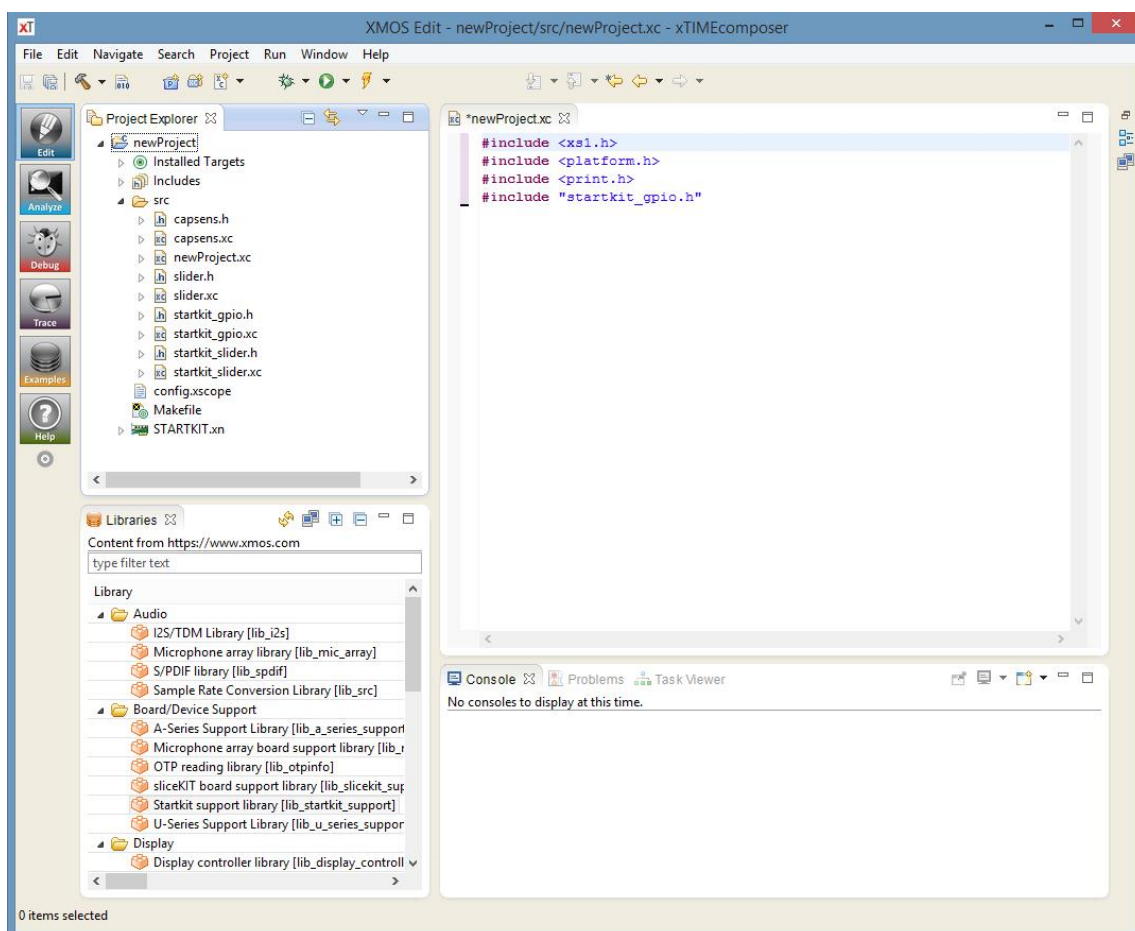 XT
XMOS Edit - newProject/src/newProject.xc - xTIMEcomposer
File Edit Navigate Search Project Run Window Help
Edit
Analyze
Debug
Trace
Examples
Help
Project Explorer
newProject
Installed Targets
Includes
src
capsens.h
capsens.xc
newProject.xc
slider.h
slider.xc
startkit_gpio.h
startkit_gpio.xc
startkit_slider.h
startkit_slider.xc
config.xscope
Makefile
STARTKIT.xn
*newProject.xc
#include <xs1.h>
#include <platform.h>
#include <print.h>
#include "startkit_gpio.h"
Libraries
Content from https://www.xmos.com
type filter text
Library
Audio
I2S/TDM Library [lib_i2s]
Microphone array library [lib_mic_array]
S/PDIF library [lib_spdif]
Sample Rate Conversion Library [lib_src]
Board/Device Support
A-Series Support Library [lib_a_series_support
Microphone array board support library [lib_r
OTP reading library [lib_otpinfo]
sliceKIT board support library [lib_slicekit_sup
Startkit support library [lib_startkit_support]
U-Series Support Library [lib_u_series_suppor
Display
Display controller library [lib_display_controll
Console Problems Task Viewer
No consoles to display at this time.
0 items selected